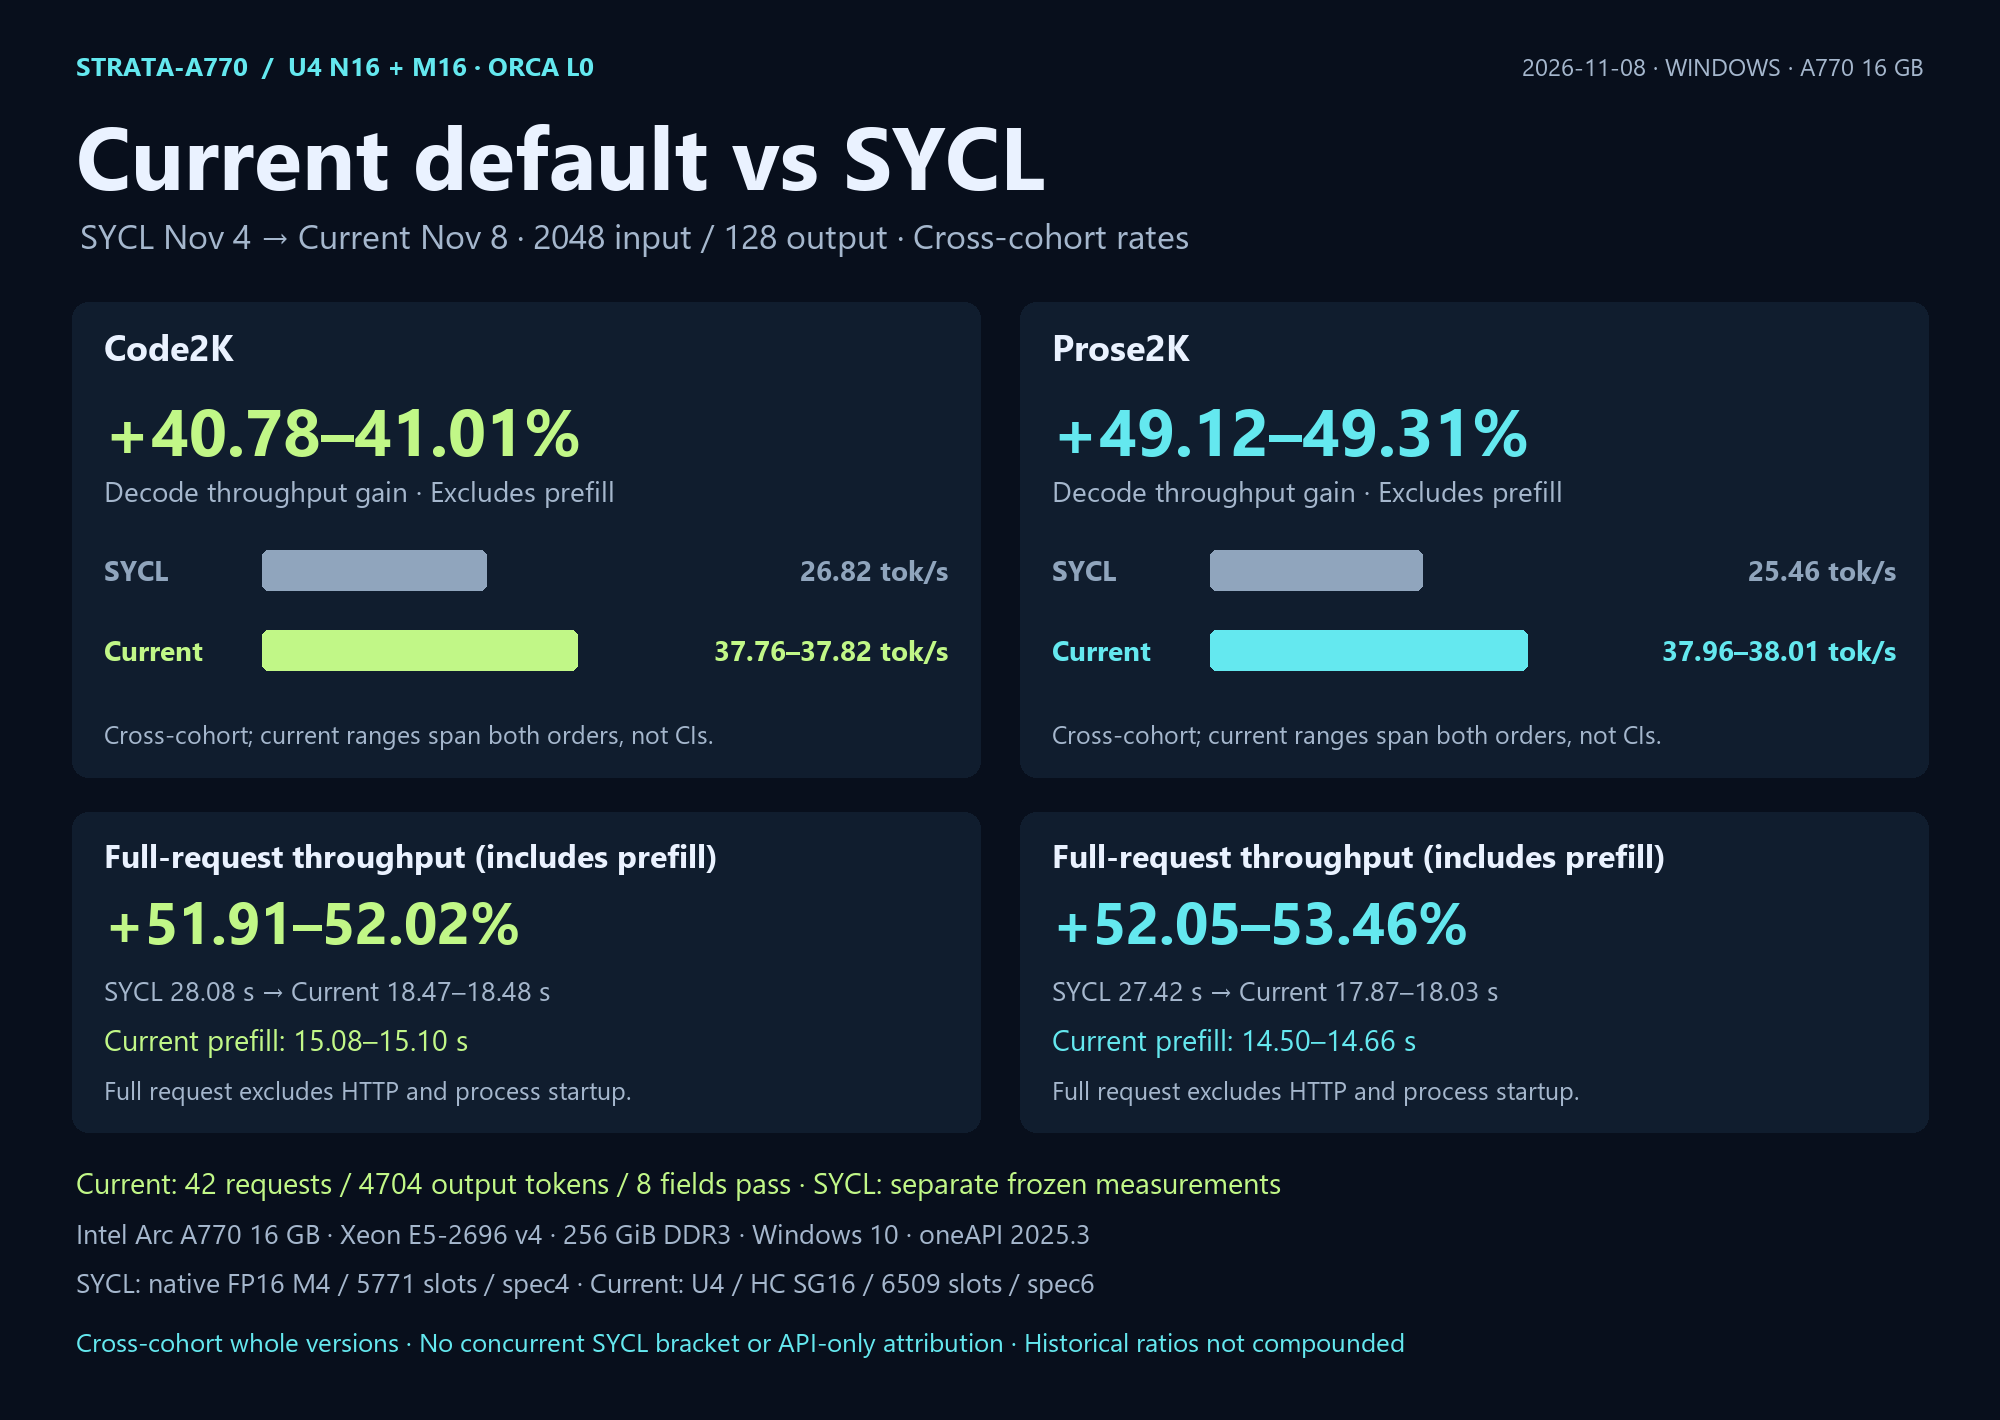 STRATA-A770 / U4 N16 + M16 · ORCA L0
2026-11-08 · WINDOWS · A770 16 GB
Current default vs SYCL
SYCL Nov 4 → Current Nov 8 · 2048 input / 128 output · Cross-cohort rates
Code2K
+40.78–41.01%
Decode throughput gain · Excludes prefill
SYCL 26.82 tok/s
Current 37.76–37.82 tok/s
Cross-cohort; current ranges span both orders, not CIs.
Prose2K
+49.12–49.31%
Decode throughput gain · Excludes prefill
SYCL 25.46 tok/s
Current 37.96–38.01 tok/s
Cross-cohort; current ranges span both orders, not CIs.
Full-request throughput (includes prefill)
+51.91–52.02%
SYCL 28.08 s → Current 18.47–18.48 s
Current prefill: 15.08–15.10 s
Full request excludes HTTP and process startup.
Full-request throughput (includes prefill)
+52.05–53.46%
SYCL 27.42 s → Current 17.87–18.03 s
Current prefill: 14.50–14.66 s
Full request excludes HTTP and process startup.
Current: 42 requests / 4704 output tokens / 8 fields pass · SYCL: separate frozen measurements
Intel Arc A770 16 GB · Xeon E5-2696 v4 · 256 GiB DDR3 · Windows 10 · oneAPI 2025.3
SYCL: native FP16 M4 / 5771 slots / spec4 · Current: U4 / HC SG16 / 6509 slots / spec6
Cross-cohort whole versions · No concurrent SYCL bracket or API-only attribution · Historical ratios not compounded